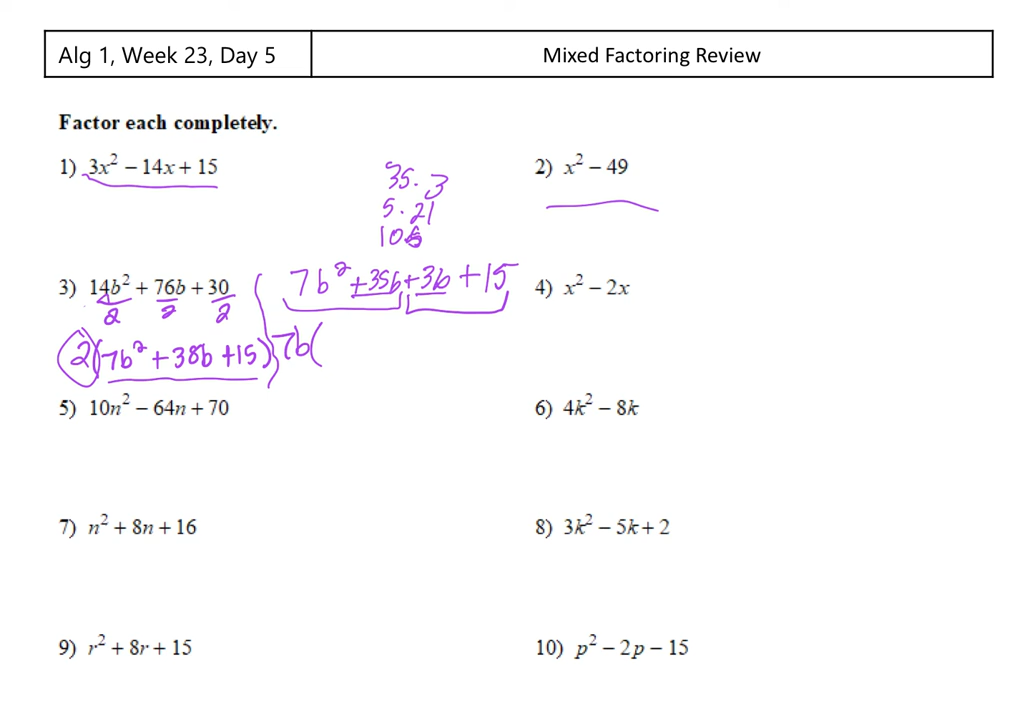 Alg 1, Week 23, Day 5
Mixed Factoring Review
Factor each completely.
1) 3x² − 14x + 15
35 · 3
5 · 21
105
2) x² − 49
3) 14b² + 76b + 30
2 2 2
2(7b² + 38b + 15)
7b² + 35b + 3b + 15
7b(
4) x² − 2x
5) 10n² − 64n + 70
6) 4k² − 8k
7) n² + 8n + 16
8) 3k² − 5k + 2
9) r² + 8r + 15
10) p² − 2p − 15